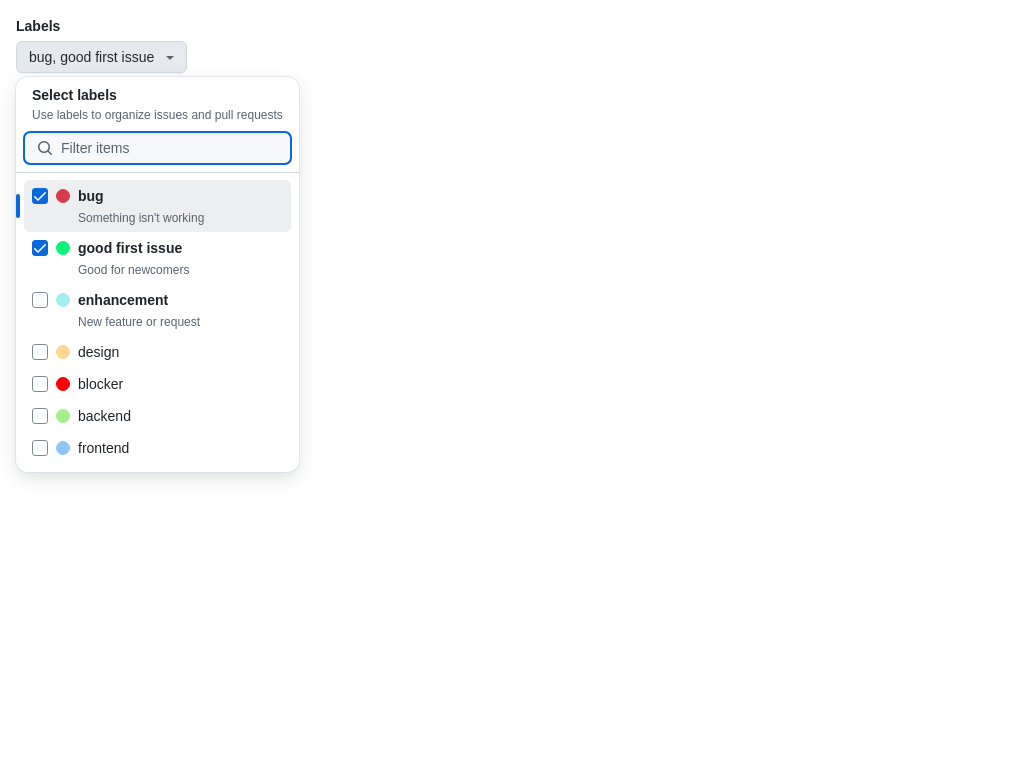 Labels
bug, good first issue
Select labels
Use labels to organize issues and pull requests
Filter items
bug
Something isn't working
good first issue
Good for newcomers
enhancement
New feature or request
design
blocker
backend
frontend